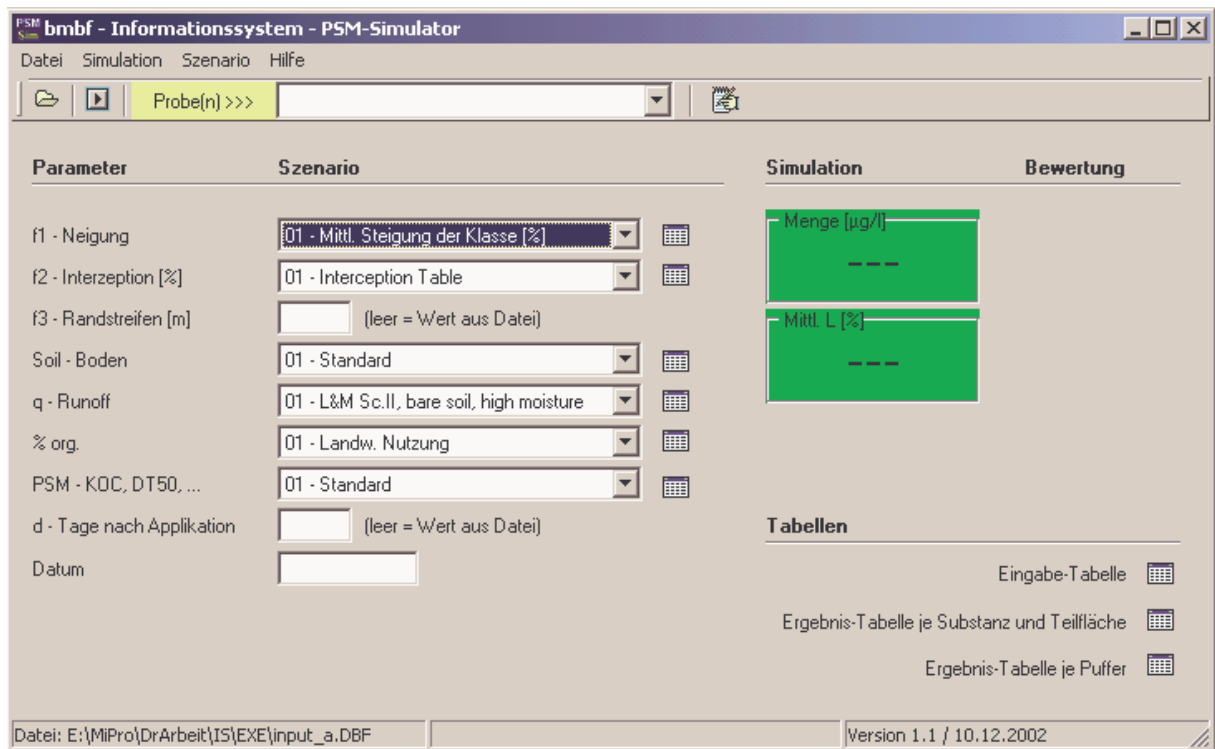 PSM Sim bmbf - Informationssystem - PSM-Simulator
Datei Simulation Szenario Hilfe
Probe(n) >>>
Parameter Szenario Simulation Bewertung
f1 - Neigung 01 - Mittl. Steigung der Klasse [%]
Menge [µg/l]
---
f2 - Interzeption [%] 01 - Interception Table
f3 - Randstreifen [m] (leer = Wert aus Datei)
Mittl. L [%]
---
Soil - Boden 01 - Standard
q - Runoff 01 - L&M Sc.II, bare soil, high moisture
% org. 01 - Landw. Nutzung
PSM - KOC, DT50, ... 01 - Standard
d - Tage nach Applikation (leer = Wert aus Datei)
Datum
Tabellen
Eingabe-Tabelle
Ergebnis-Tabelle je Substanz und Teilfläche
Ergebnis-Tabelle je Puffer
Datei: E:\MiPro\DrArbeit\IS\EXE\input_a.DBF Version 1.1 / 10.12.2002